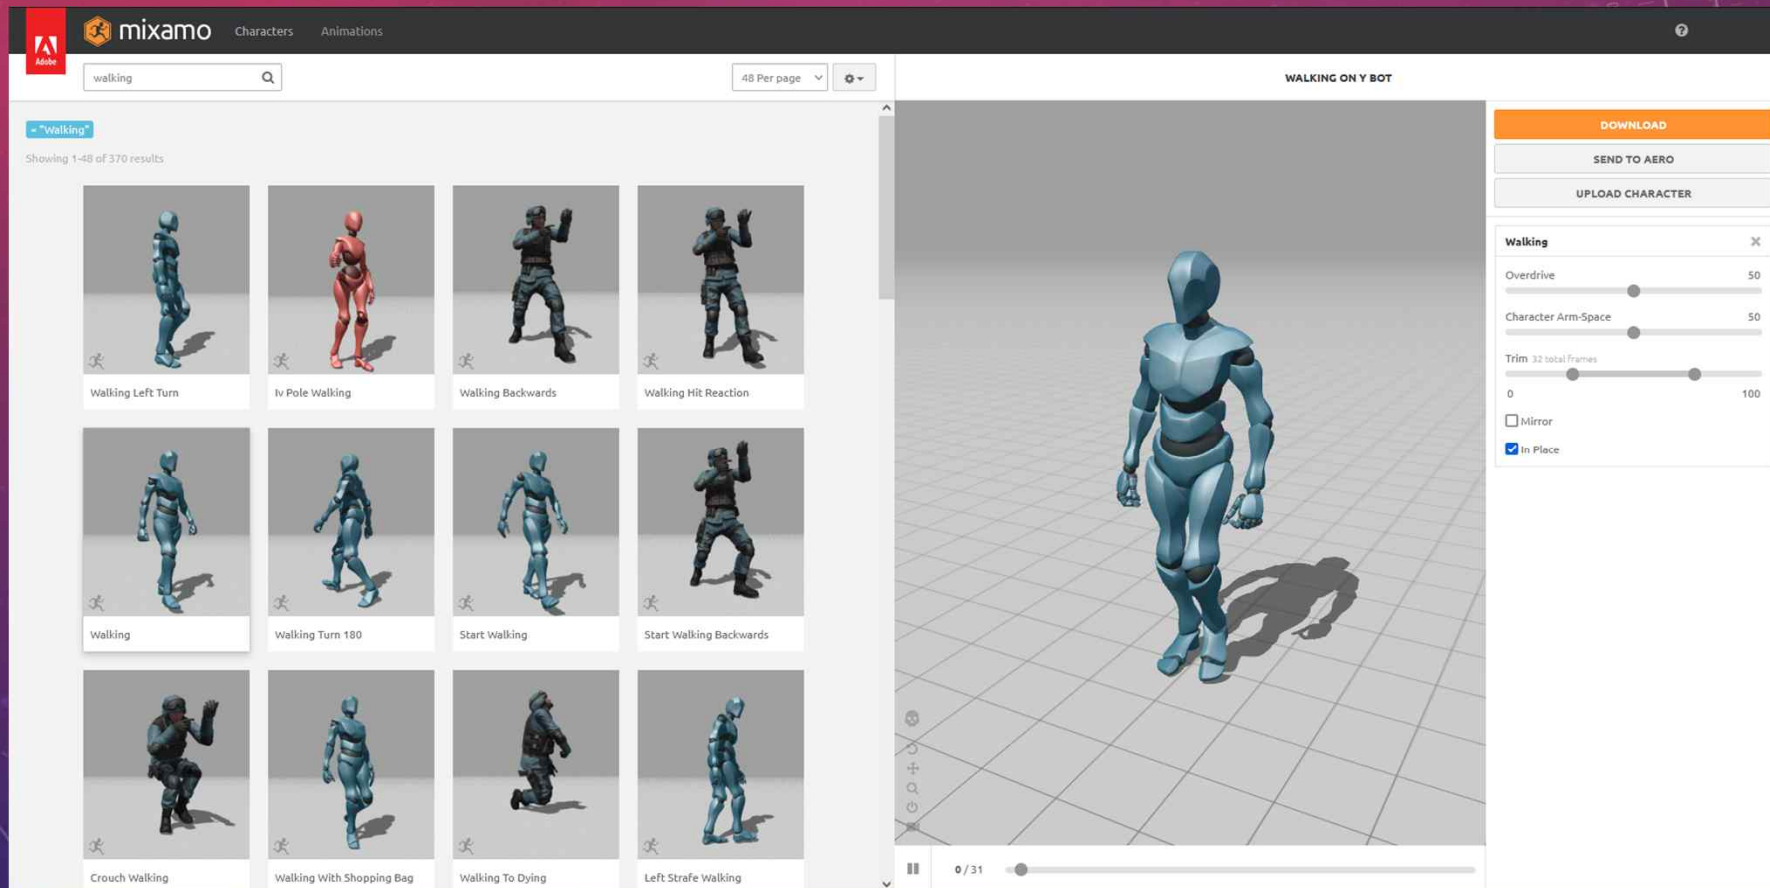 Adobe
mixamo
Characters
Animations
walking
48 Per page
WALKING ON Y BOT
"Walking"
Showing 1-48 of 370 results
Walking Left Turn
Iv Pole Walking
Walking Backwards
Walking Hit Reaction
Walking
Walking Turn 180
Start Walking
Start Walking Backwards
Crouch Walking
Walking With Shopping Bag
Walking To Dying
Left Strafe Walking
0 / 31
DOWNLOAD
SEND TO AERO
UPLOAD CHARACTER
Walking
Overdrive 50
Character Arm-Space 50
Trim 32 total frames
0 100
Mirror
In Place